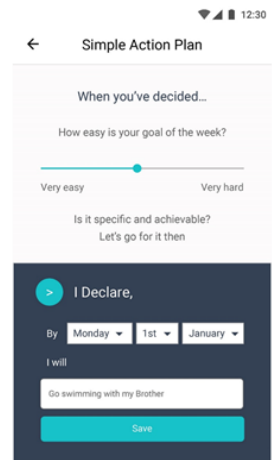 12:30
Simple Action Plan
When you've decided...
How easy is your goal of the week?
Very easy Very hard
Is it specific and achievable?
Let's go for it then
> I Declare,
By Monday 1st January
I will
Go swimming with my Brother
Save